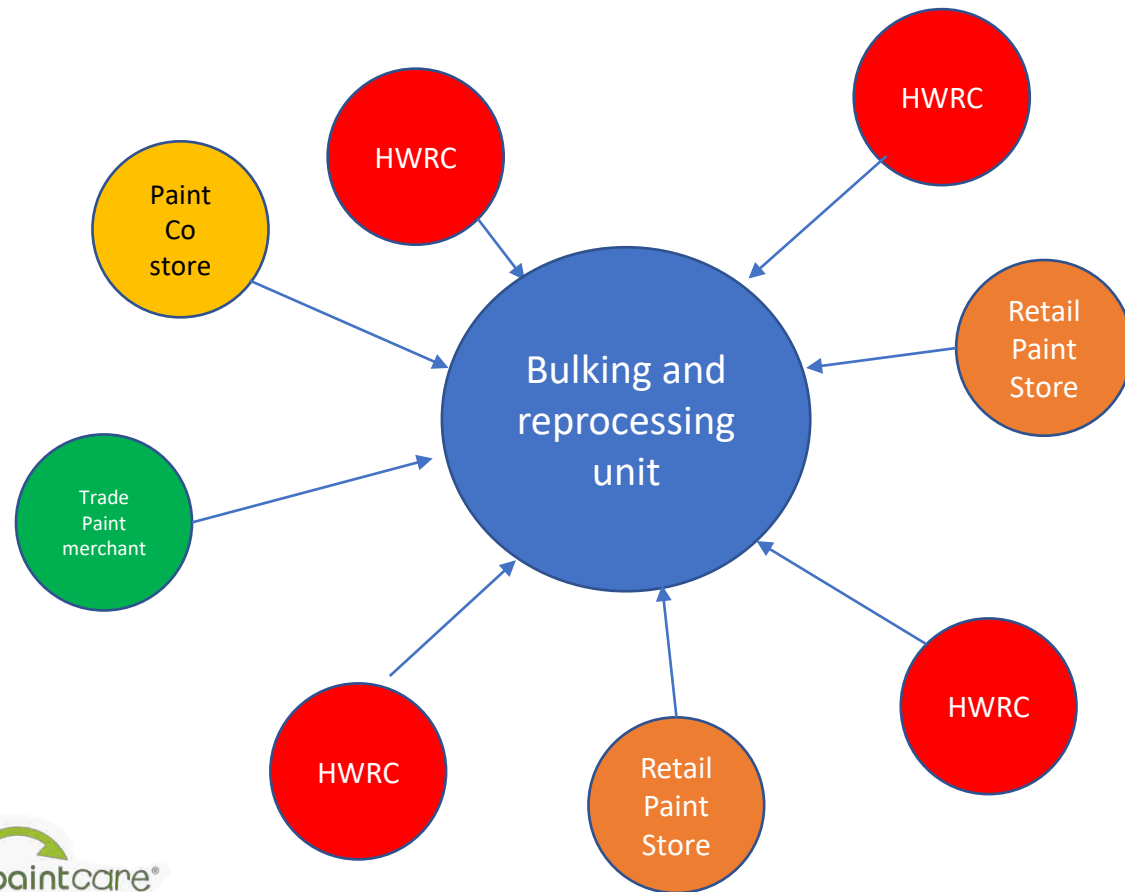 HWRC
HWRC
Paint
Co
store
Retail
Paint
Store
Bulking and
reprocessing
unit
Trade
Paint
merchant
HWRC
HWRC
Retail
Paint
Store
paintcare®